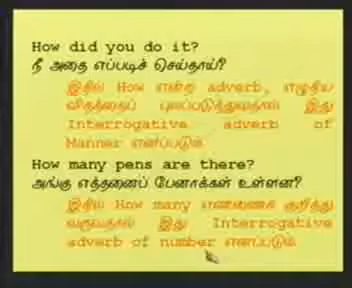 How did you do it?
நீ அதை எப்படிச் செய்தாய்?
இதில் How என்ற adverb, எழுதிய
விதத்தைப் புலப்படுத்துவதால் இது
Interrogative adverb of
Manner எனப்படும்.
How many pens are there?
அங்கு எத்தனைப் பேனாக்கள் உள்ளன?
இதில் How many எண்ணைக் குறித்து
வருவதால் இது Interrogative
adverb of number எனப்படும்